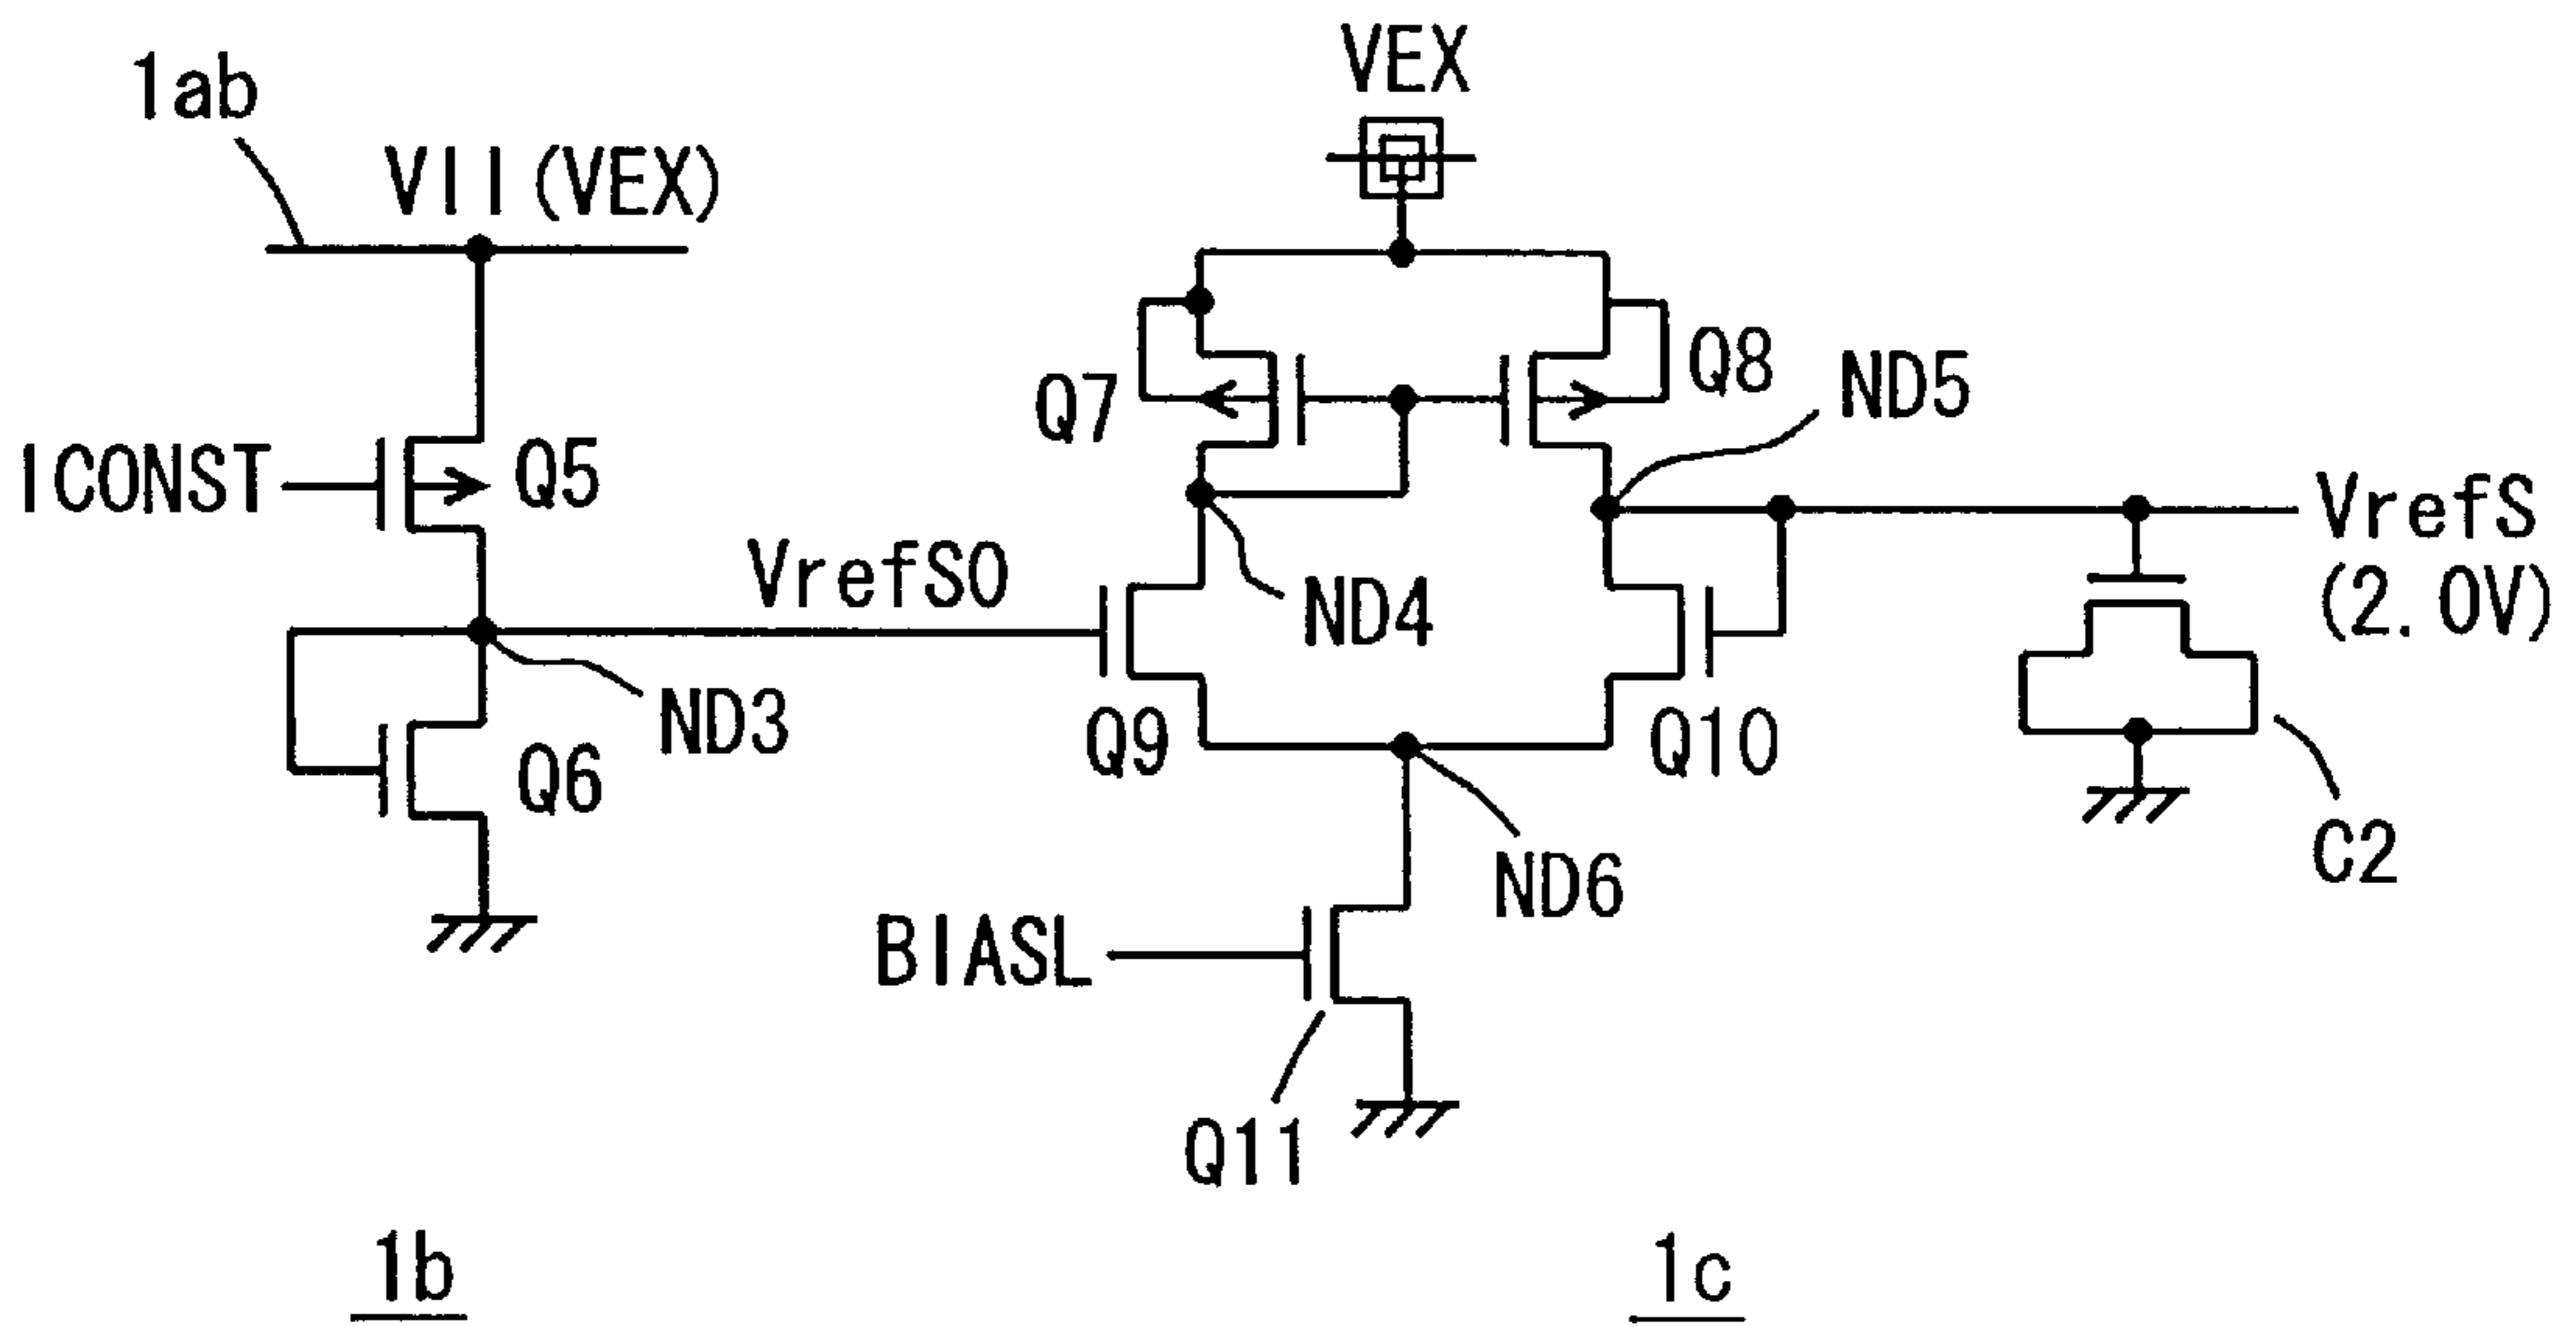 VEX
1ab
VII(VEX)
Q7
Q8
ND5
ICONST
Q5
VrefS
(2.0V)
VrefS0
ND4
ND3
Q6
Q9
Q10
ND6
C2
BIASL
Q11
1b
1c